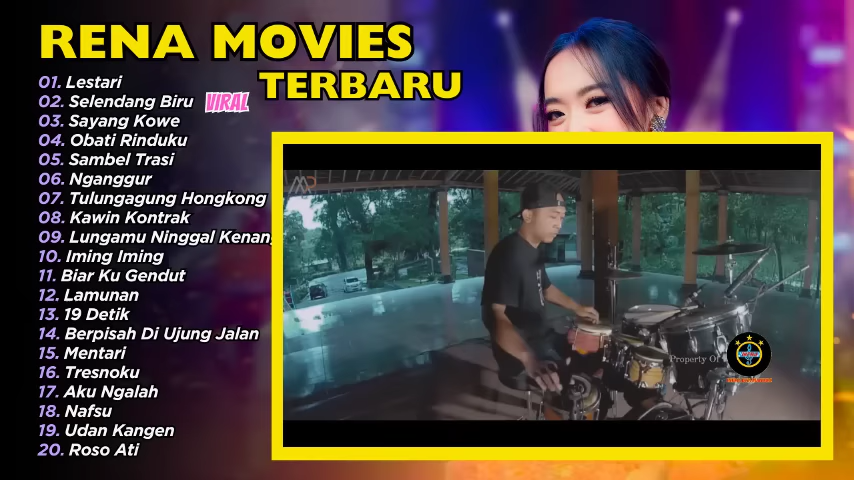 RENA MOVIES
TERBARU
01. Lestari
02. Selendang Biru VIRAL
03. Sayang Kowe
04. Obati Rinduku
05. Sambel Trasi
06. Nganggur
07. Tulungagung Hongkong
08. Kawin Kontrak
09. Lungamu Ninggal Kenan
10. Iming Iming
11. Biar Ku Gendut
12. Lamunan
13. 19 Detik
14. Berpisah Di Ujung Jalan
15. Mentari
16. Tresnoku
17. Aku Ngalah
18. Nafsu
19. Udan Kangen
20. Roso Ati
Property Of